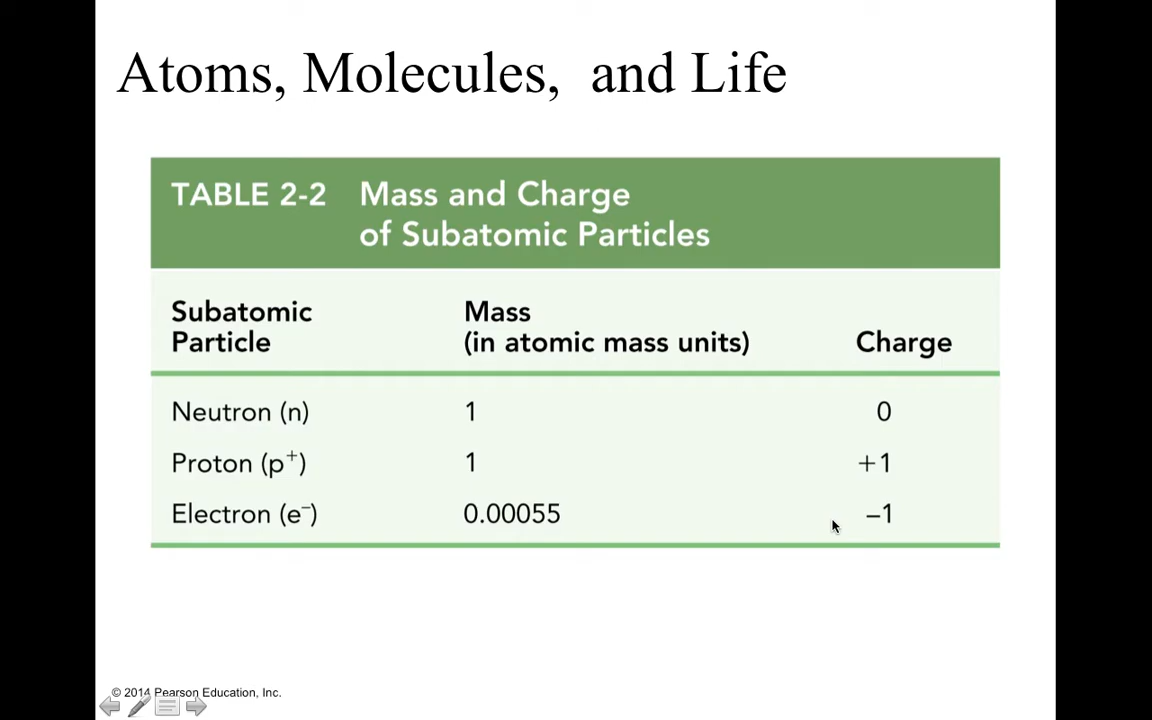 Atoms, Molecules,  and Life
TABLE 2-2 Mass and Charge
of Subatomic Particles
Subatomic Particle Mass (in atomic mass units) Charge
Neutron (n) 1 0
Proton (p⁺) 1 +1
Electron (e⁻) 0.00055 –1
© 2014 Pearson Education, Inc.